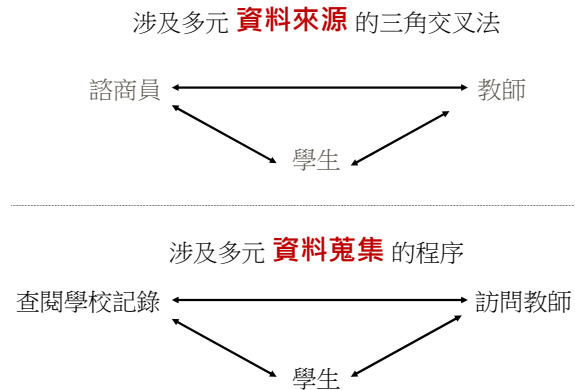 涉及多元 資料來源 的三角交叉法
諮商員 教師
學生
涉及多元 資料蒐集 的程序
查閱學校記錄 訪問教師
學生